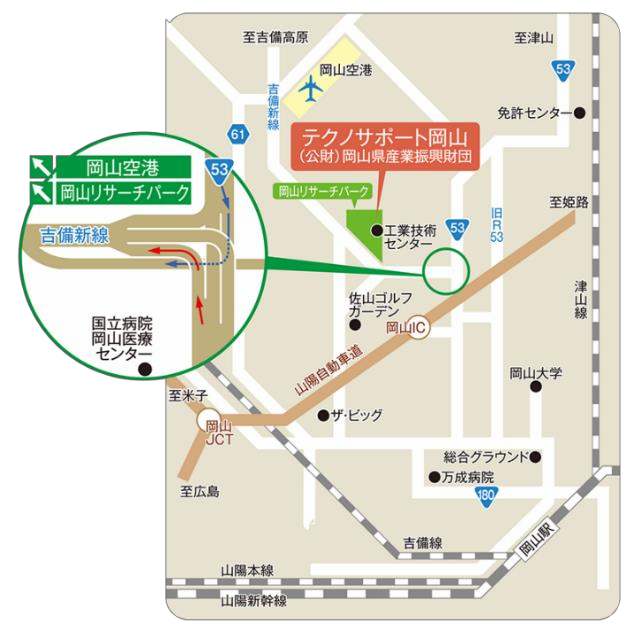 至吉備高原
至津山
岡山空港
53
吉備新線
免許センター
61
テクノサポート岡山
(公財)岡山県産業振興財団
岡山空港
岡山リサーチパーク
53
岡山リサーチパーク
至姫路
吉備新線
工業技術
センター
53
旧R53
津山線
佐山ゴルフ
ガーデン
国立病院
岡山医療
センター
岡山IC
山陽自動車道
岡山大学
至米子
ザ・ビッグ
岡山
JCT
総合グラウンド
万成病院
至広島
180
岡山駅
吉備線
山陽本線
山陽新幹線